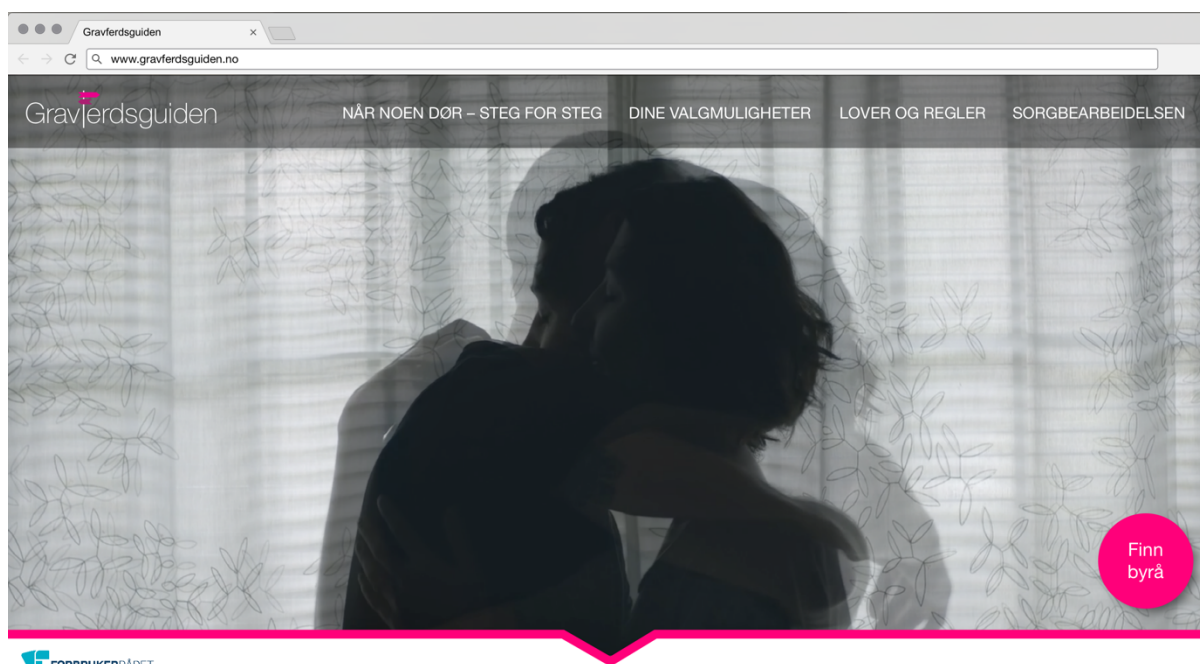 Gravferdsguiden
www.gravferdsguiden.no
Gravferdsguiden
NÅR NOEN DØR – STEG FOR STEG
DINE VALGMULIGHETER
LOVER OG REGLER
SORGBEARBEIDELSEN
Finn
byrå
FORBRUKERRÅDET